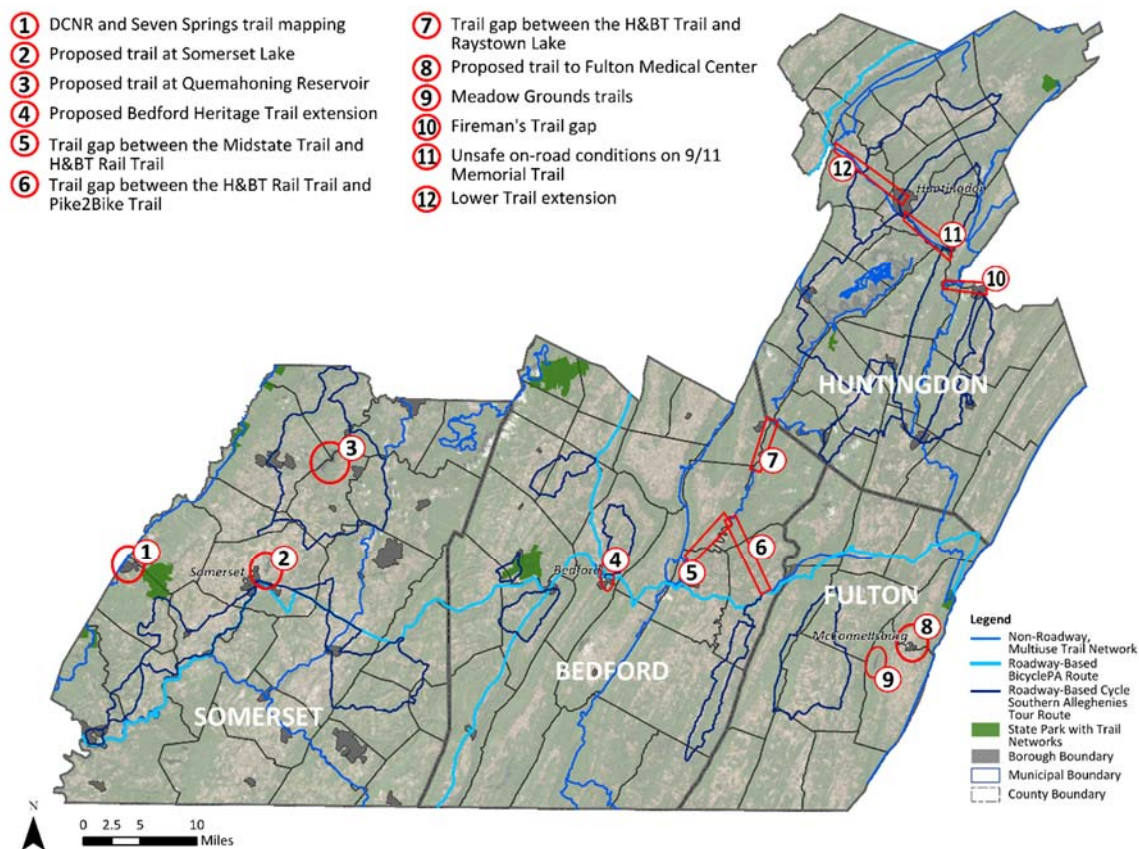 1 DCNR and Seven Springs trail mapping
2 Proposed trail at Somerset Lake
3 Proposed trail at Quemahoning Reservoir
4 Proposed Bedford Heritage Trail extension
5 Trail gap between the Midstate Trail and
H&BT Rail Trail
6 Trail gap between the H&BT Rail Trail and
Pike2Bike Trail
7 Trail gap between the H&BT Trail and
Raystown Lake
8 Proposed trail to Fulton Medical Center
9 Meadow Grounds trails
10 Fireman's Trail gap
11 Unsafe on-road conditions on 9/11
Memorial Trail
12 Lower Trail extension
12
Huntingdon
11
10
HUNTINGDON
3
7
1
Somerset
2
Bedford
4
5
6
FULTON
McConnellsburg
8
9
BEDFORD
SOMERSET
Legend
Non-Roadway,
Multiuse Trail Network
Roadway-Based
BicyclePA Route
Roadway-Based Cycle
Southern Alleghenies
Tour Route
State Park with Trail
Networks
Borough Boundary
Municipal Boundary
County Boundary
N
0 2.5 5 10
Miles